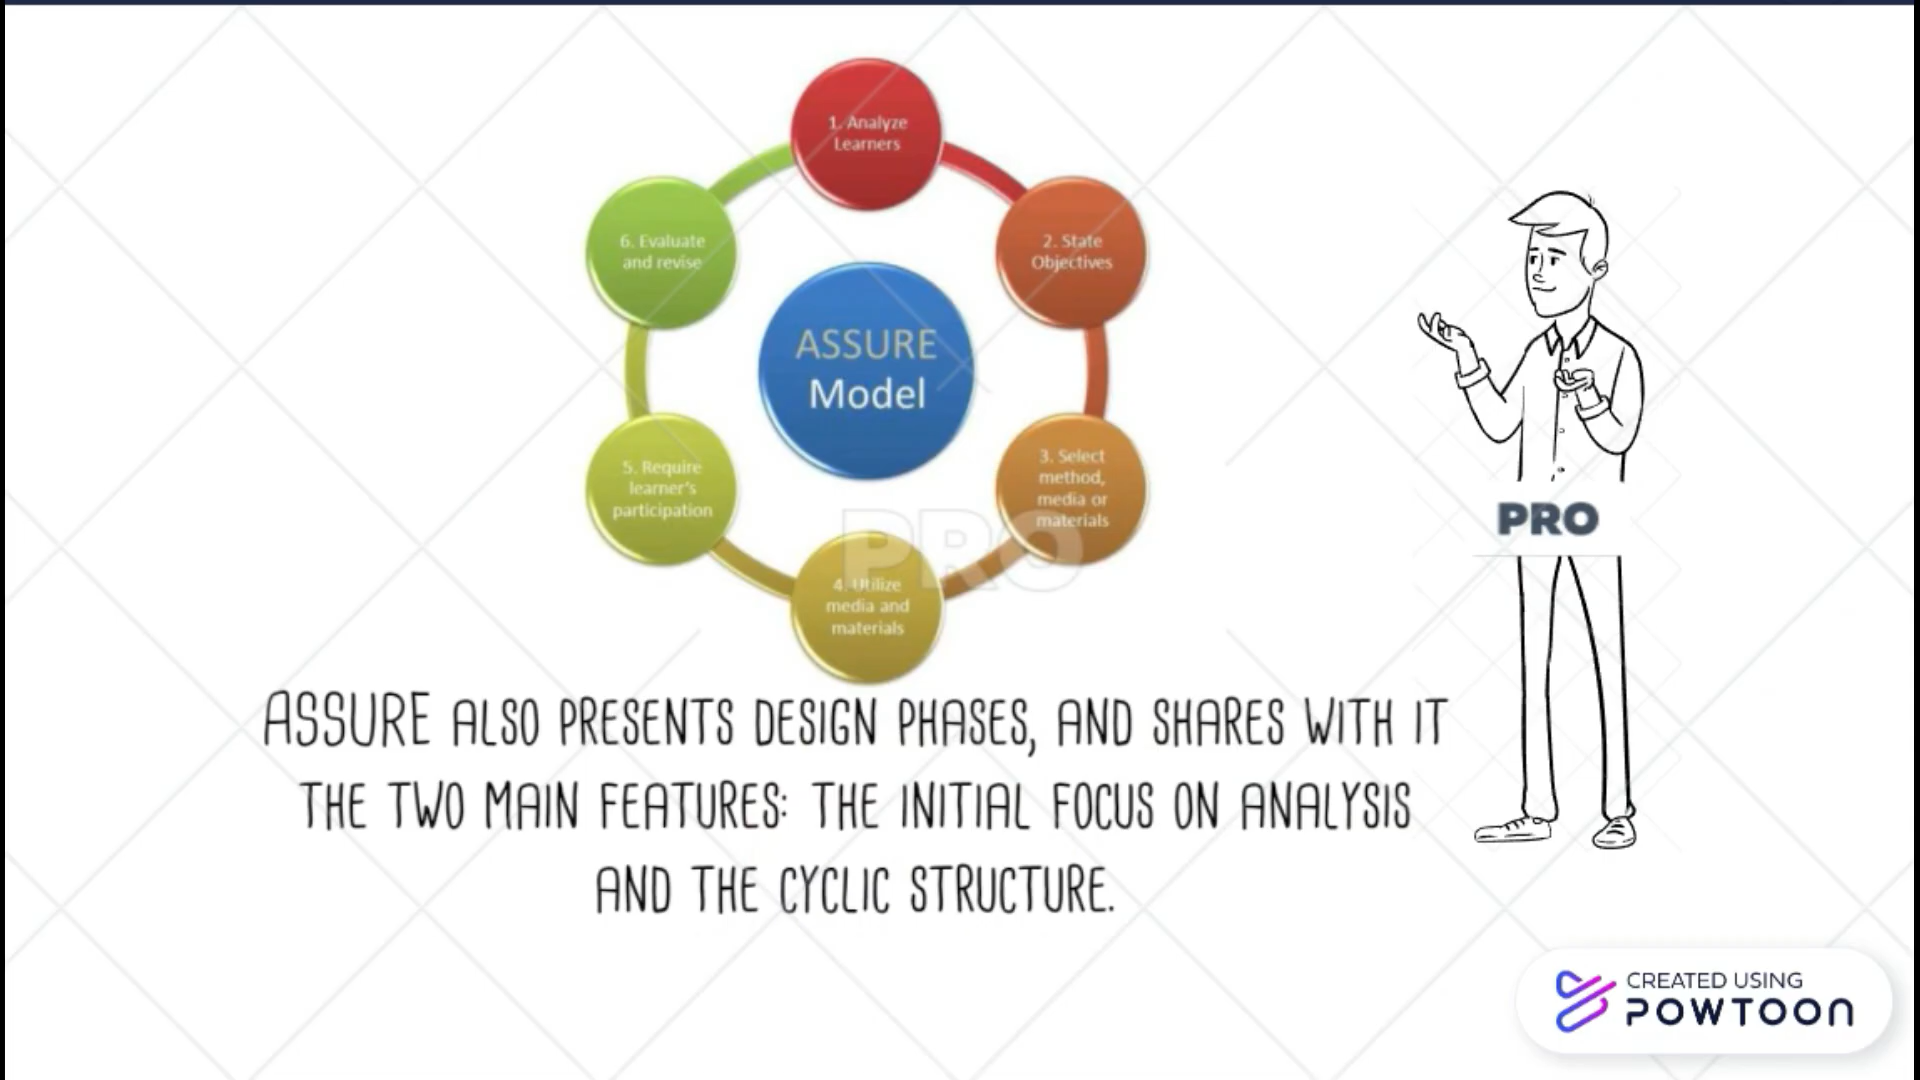 1. Analyze
Learners
6. Evaluate
and revise
2. State
Objectives
ASSURE
Model
5. Require
learner's
participation
3. Select
method,
media or
materials
PRO
PRO
4. Utilize
media and
materials
ASSURE ALSO PRESENTS DESIGN PHASES, AND SHARES WITH IT
THE TWO MAIN FEATURES: THE INITIAL FOCUS ON ANALYSIS
AND THE CYCLIC STRUCTURE.
CREATED USING
POWTOON